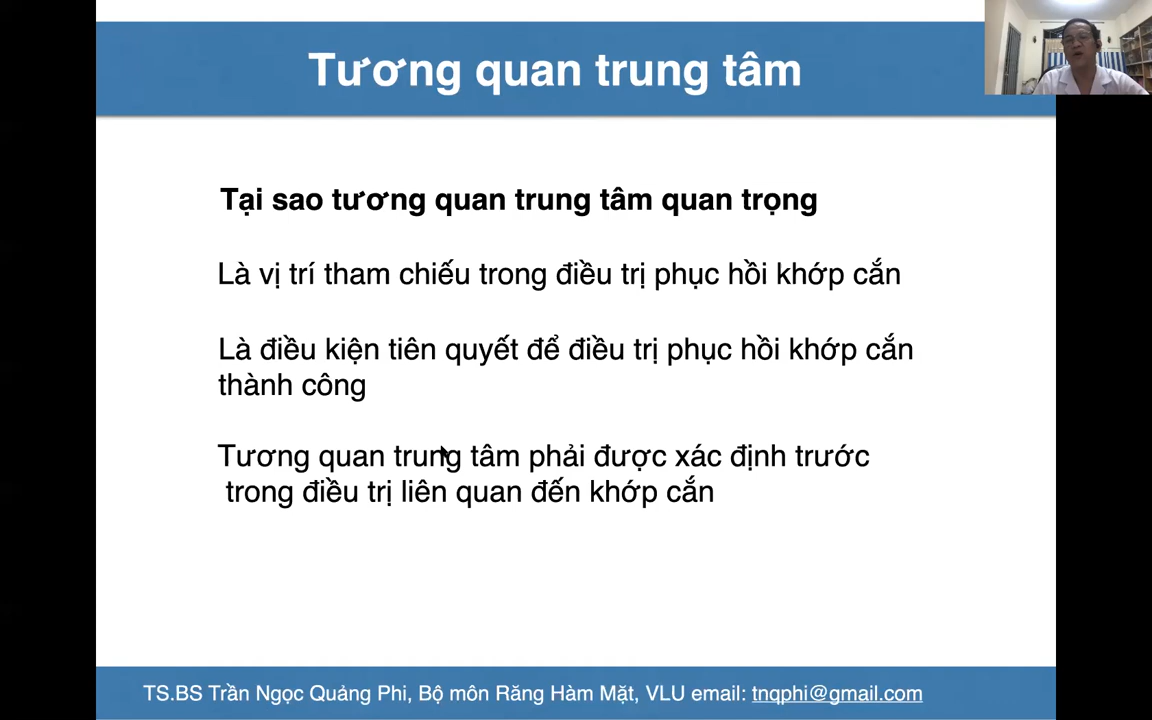 Tương quan trung tâm
Tại sao tương quan trung tâm quan trọng
Là vị trí tham chiếu trong điều trị phục hồi khớp cắn
Là điều kiện tiên quyết để điều trị phục hồi khớp cắn
thành công
Tương quan trung tâm phải được xác định trước
trong điều trị liên quan đến khớp cắn
TS.BS Trần Ngọc Quảng Phi, Bộ môn Răng Hàm Mặt, VLU email: tnqphi@gmail.com